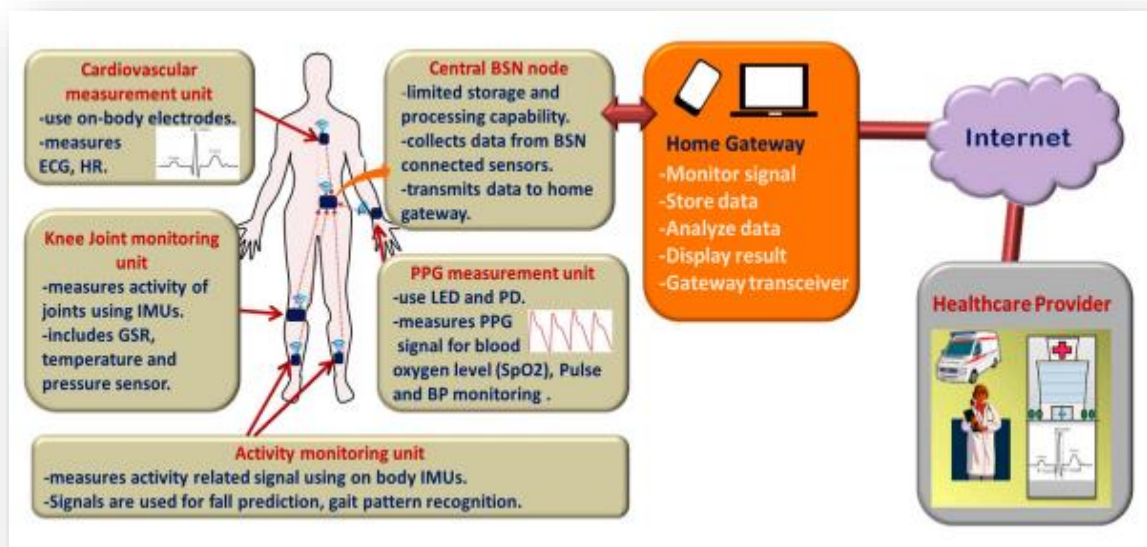 Cardiovascular
measurement unit
-use on-body electrodes.
-measures
ECG, HR.
Central BSN node
-limited storage and
processing capability.
-collects data from BSN
connected sensors.
-transmits data to home
gateway.
Home Gateway
-Monitor signal
-Store data
-Analyze data
-Display result
-Gateway transceiver
Internet
Knee Joint monitoring
unit
-measures activity of
joints using IMUs.
-includes GSR,
temperature and
pressure sensor.
PPG measurement unit
-use LED and PD.
-measures PPG
signal for blood
oxygen level (SpO2), Pulse
and BP monitoring .
Healthcare Provider
Activity monitoring unit
-measures activity related signal using on body IMUs.
-Signals are used for fall prediction, gait pattern recognition.